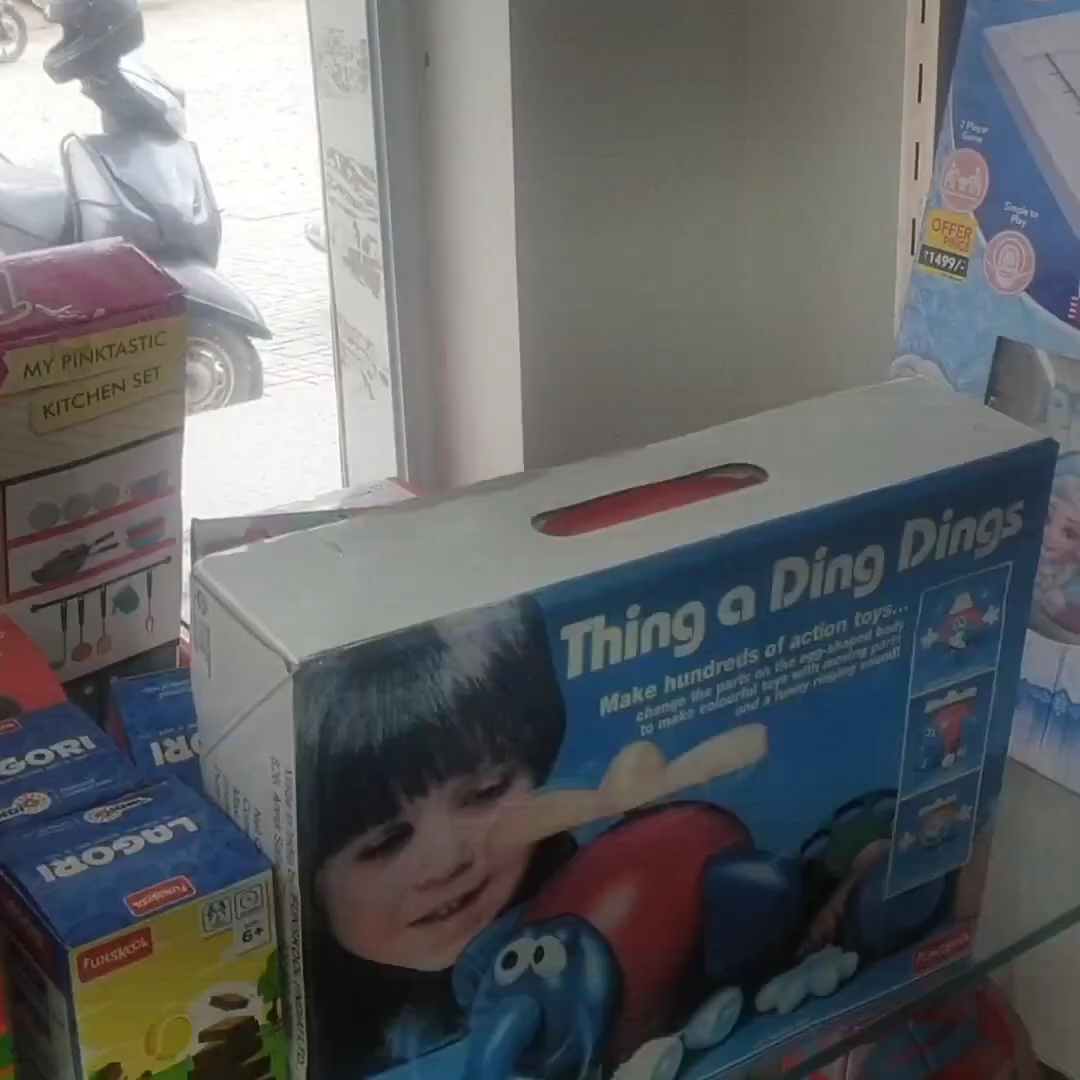 MY PINKTASTIC
KITCHEN SET
2 Player
Game
Simple to
Play
OFFER
PRICE
₹1499/-
Thing a Ding Dings
Make hundreds of action toys...
change the parts on the egg-shaped body
to make colourful toys with moving parts
and a funny ringing sound!
FUNSKOOL
LAGORI
FUNSKOOL
FUNSKOOL
6+